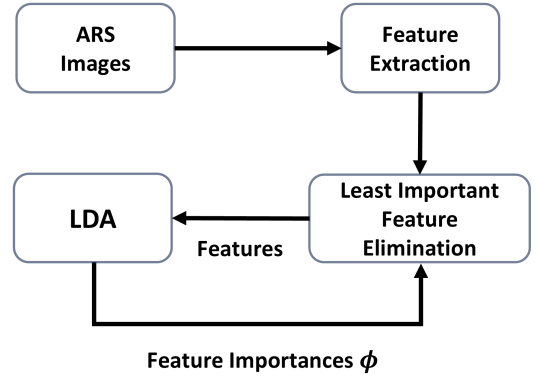 ARS
Images
Feature
Extraction
LDA
Least Important
Feature
Elimination
Features
Feature Importances ϕ